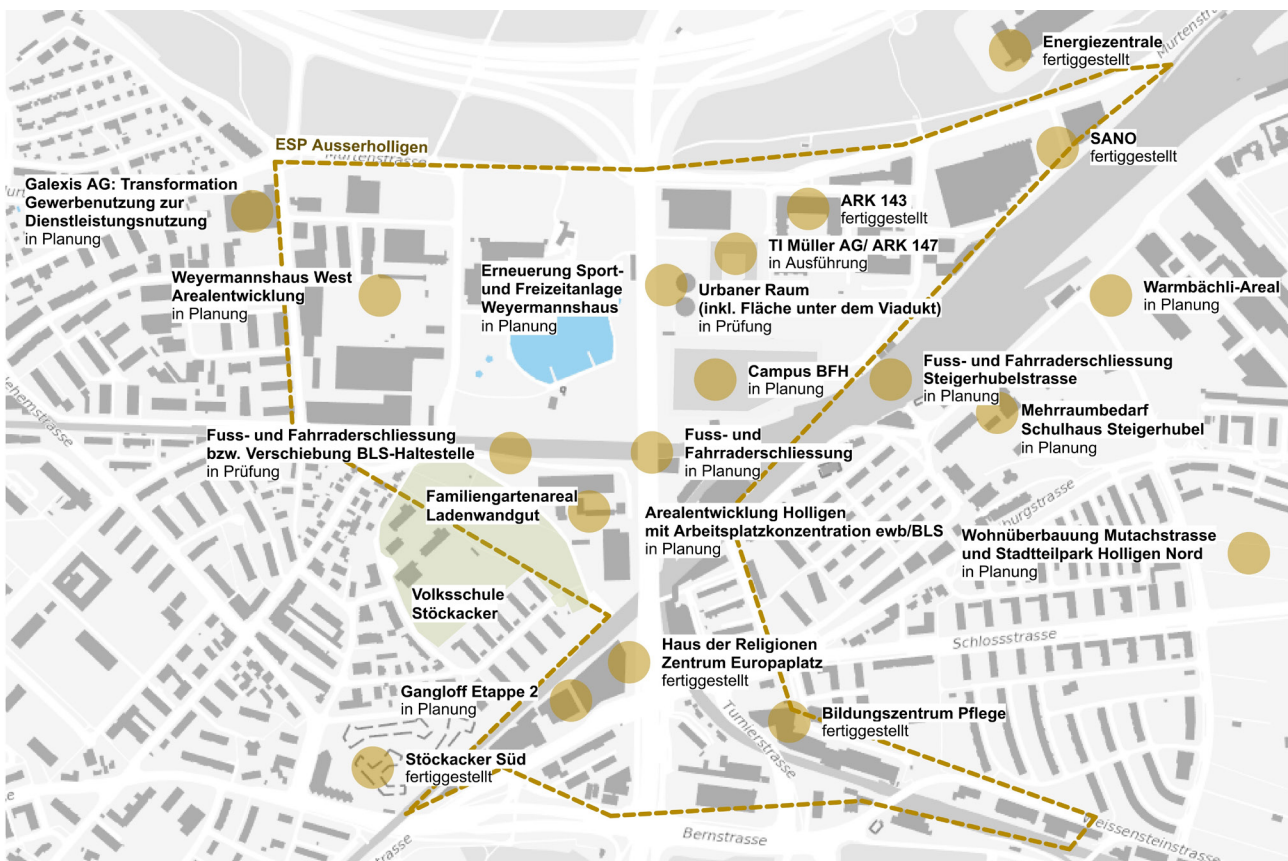 Energiezentrale
fertiggestellt
Murtenstr
ESP Ausserholligen
Murtenstrasse
SANO
fertiggestellt
Galexis AG: Transformation
Gewerbenutzung zur
Dienstleistungsnutzung
in Planung
ARK 143
fertiggestellt
TI Müller AG/ ARK 147
in Ausführung
Weyermannshaus West
Arealentwicklung
in Planung
Erneuerung Sport-
und Freizeitanlage
Weyermannshaus
in Planung
Urbaner Raum
(inkl. Fläche unter dem Viadukt)
in Prüfung
Warmbächli-Areal
in Planung
Campus BFH
in Planung
Fuss- und Fahrraderschliessung
Steigerhubelstrasse
in Planung
Mehrraumbedarf
Schulhaus Steigerhubel
in Planung
Fuss- und Fahrraderschliessung
bzw. Verschiebung BLS-Haltestelle
in Prüfung
Fuss- und
Fahrraderschliessung
in Planung
Familiengartenareal
Ladenwandgut
Arealentwicklung Holligen
mit Arbeitsplatzkonzentration ewb/BLS
in Planung
burgstrasse
Wohnüberbauung Mutachstrasse
und Stadtteilpark Holligen Nord
in Planung
Volksschule
Stöckacker
Schlossstrasse
Haus der Religionen
Zentrum Europaplatz
fertiggestellt
Gangloff Etappe 2
in Planung
Turnierstrasse
Bildungszentrum Pflege
fertiggestellt
Stöckacker Süd
fertiggestellt
Bernstrasse
eissensteinstrasse